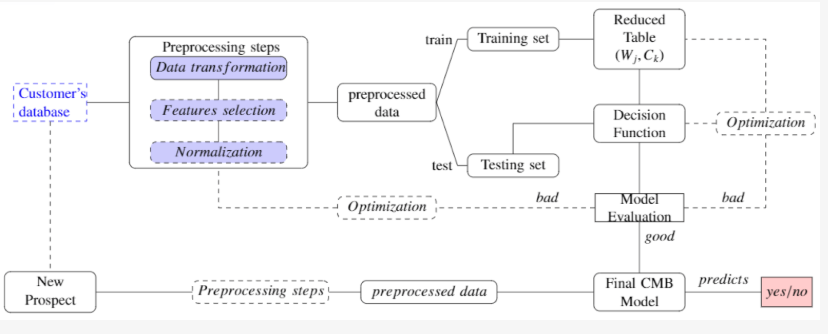 Preprocessing steps
Data transformation
Features selection
Normalization
Customer's
database
preprocessed
data
train
Training set
test
Testing set
Reduced
Table
(Wj, Ck)
Decision
Function
Optimization
Optimization
bad
Model
Evaluation
bad
good
New
Prospect
Preprocessing steps
preprocessed data
Final CMB
Model
predicts
yes/no